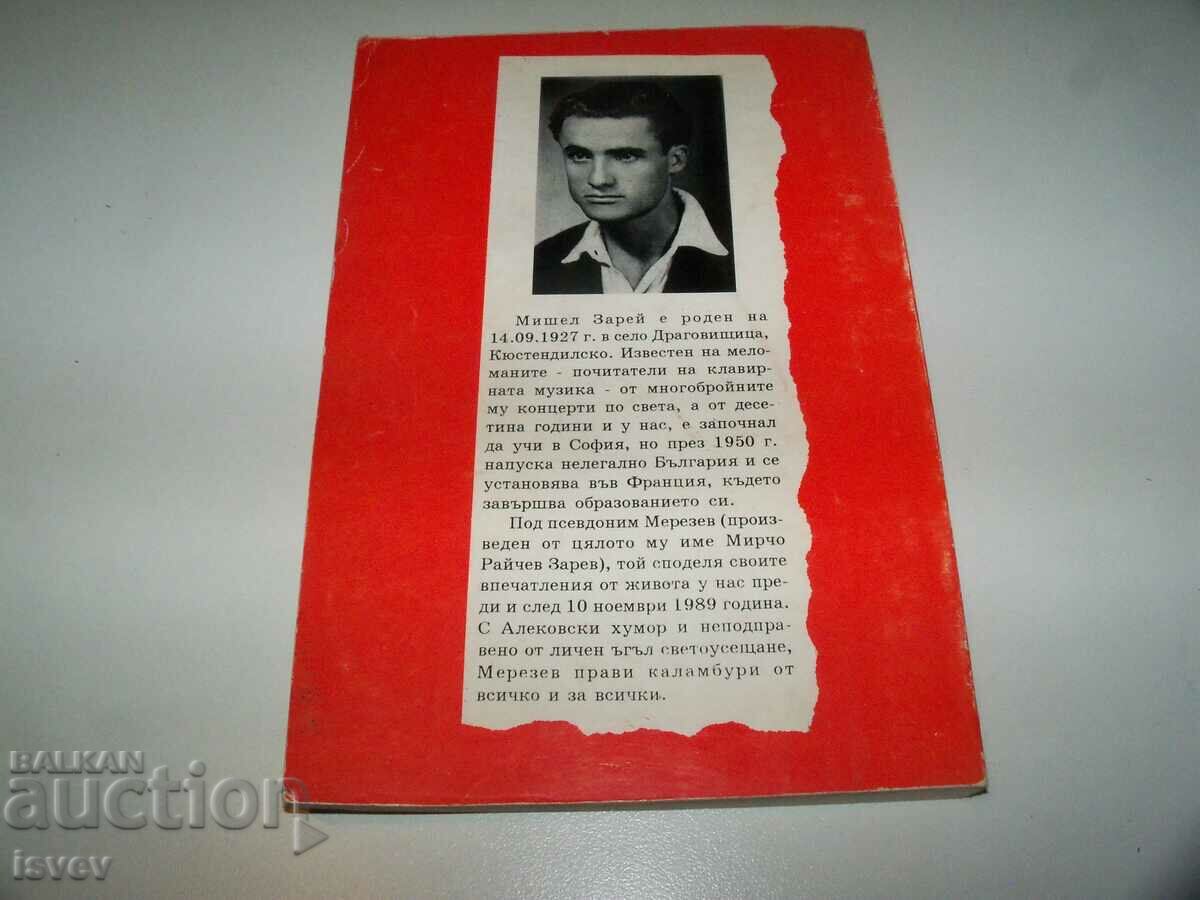 Мишел Зарей е роден на
14.09.1927 г. в село Драговищица,
Кюстендилско. Известен на мело-
маните - почитатели на клавир-
ната музика - от многобройните
му концерти по света, а от десе-
тина години и у нас, е започнал
да учи в София, но през 1950 г.
напуска нелегално България и се
установява във Франция, където
завършва образованието си.
Под псевдоним Мерезев (произ-
веден от цялото му име Мирчо
Райчев Зарев), той споделя своите
впечатления от живота у нас пре-
ди и след 10 ноември 1989 година.
С Алековски хумор и неподпра-
вено от личен ъгъл светоусещане,
Мерезев прави каламбури от
всичко и за всички.
BALKAN
auction
isvev